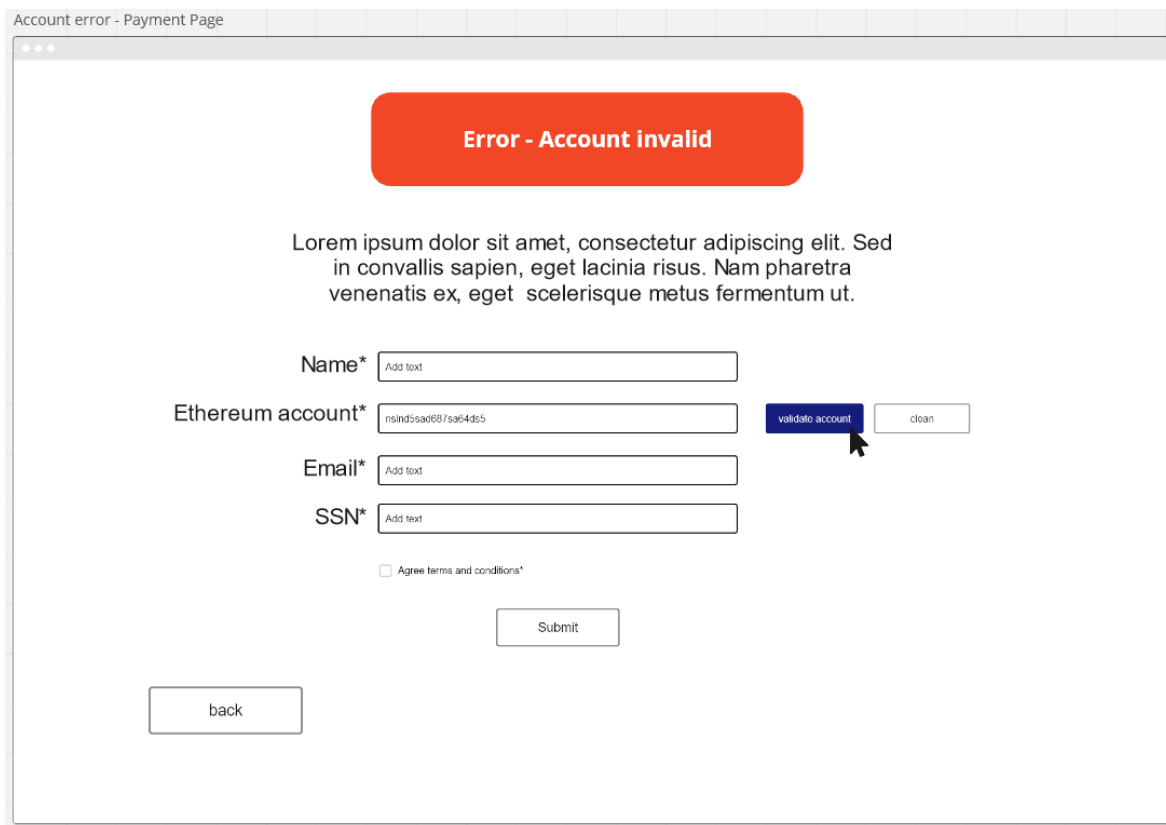 Account error - Payment Page
Error - Account invalid
Lorem ipsum dolor sit amet, consectetur adipiscing elit. Sed
in convallis sapien, eget lacinia risus. Nam pharetra
venenatis ex, eget scelerisque metus fermentum ut.
Name* Add text
Ethereum account* nsind5sad687sa64ds5 validate account clean
Email* Add text
SSN* Add text
Agree terms and conditions*
Submit
back